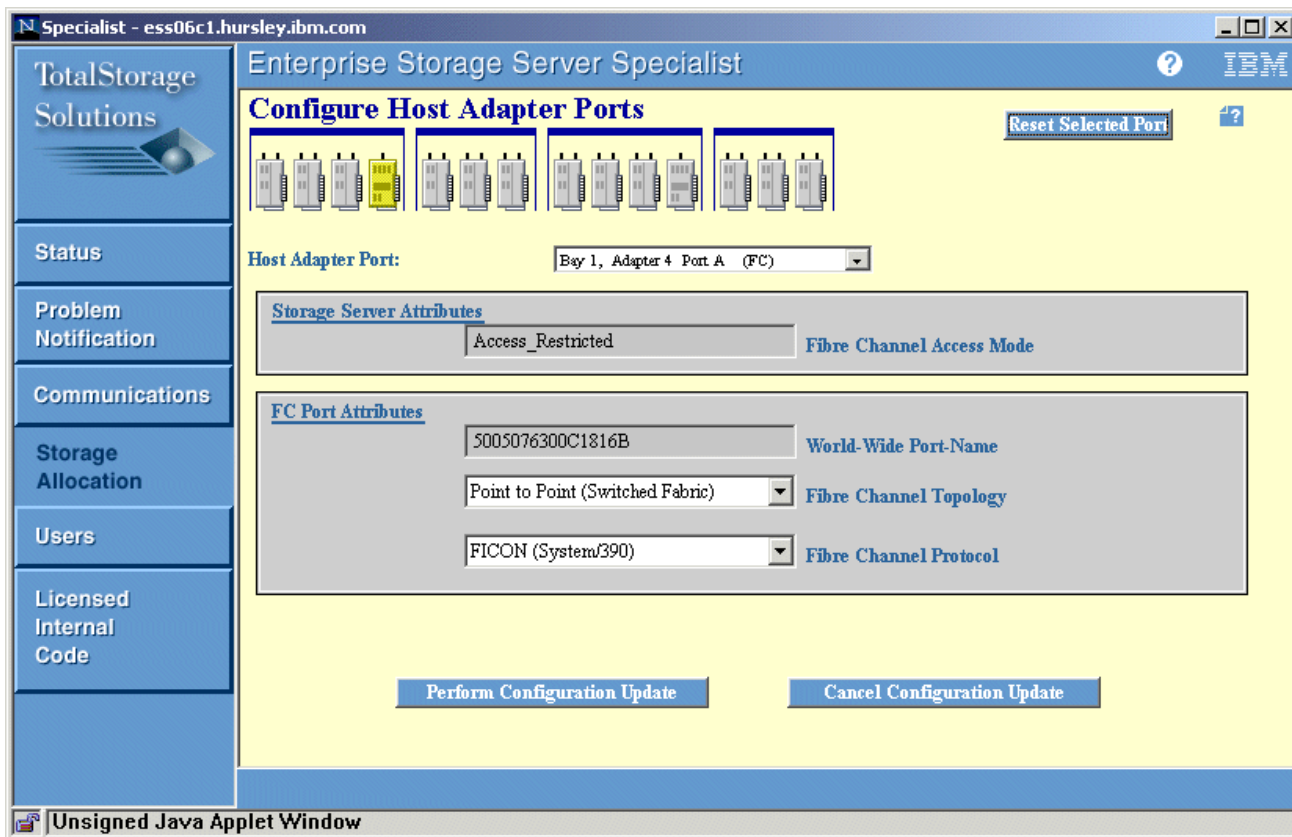 Specialist - ess06c1.hursley.ibm.com
TotalStorage
Solutions
Enterprise Storage Server Specialist
?
IBM
Configure Host Adapter Ports
Reset Selected Port
?
Status
Problem
Notification
Communications
Storage
Allocation
Users
Licensed
Internal
Code
Host Adapter Port:
Bay 1, Adapter 4 Port A (FC)
Storage Server Attributes
Access_Restricted
Fibre Channel Access Mode
FC Port Attributes
5005076300C1816B
World-Wide Port-Name
Point to Point (Switched Fabric)
Fibre Channel Topology
FICON (System/390)
Fibre Channel Protocol
Perform Configuration Update
Cancel Configuration Update
Unsigned Java Applet Window